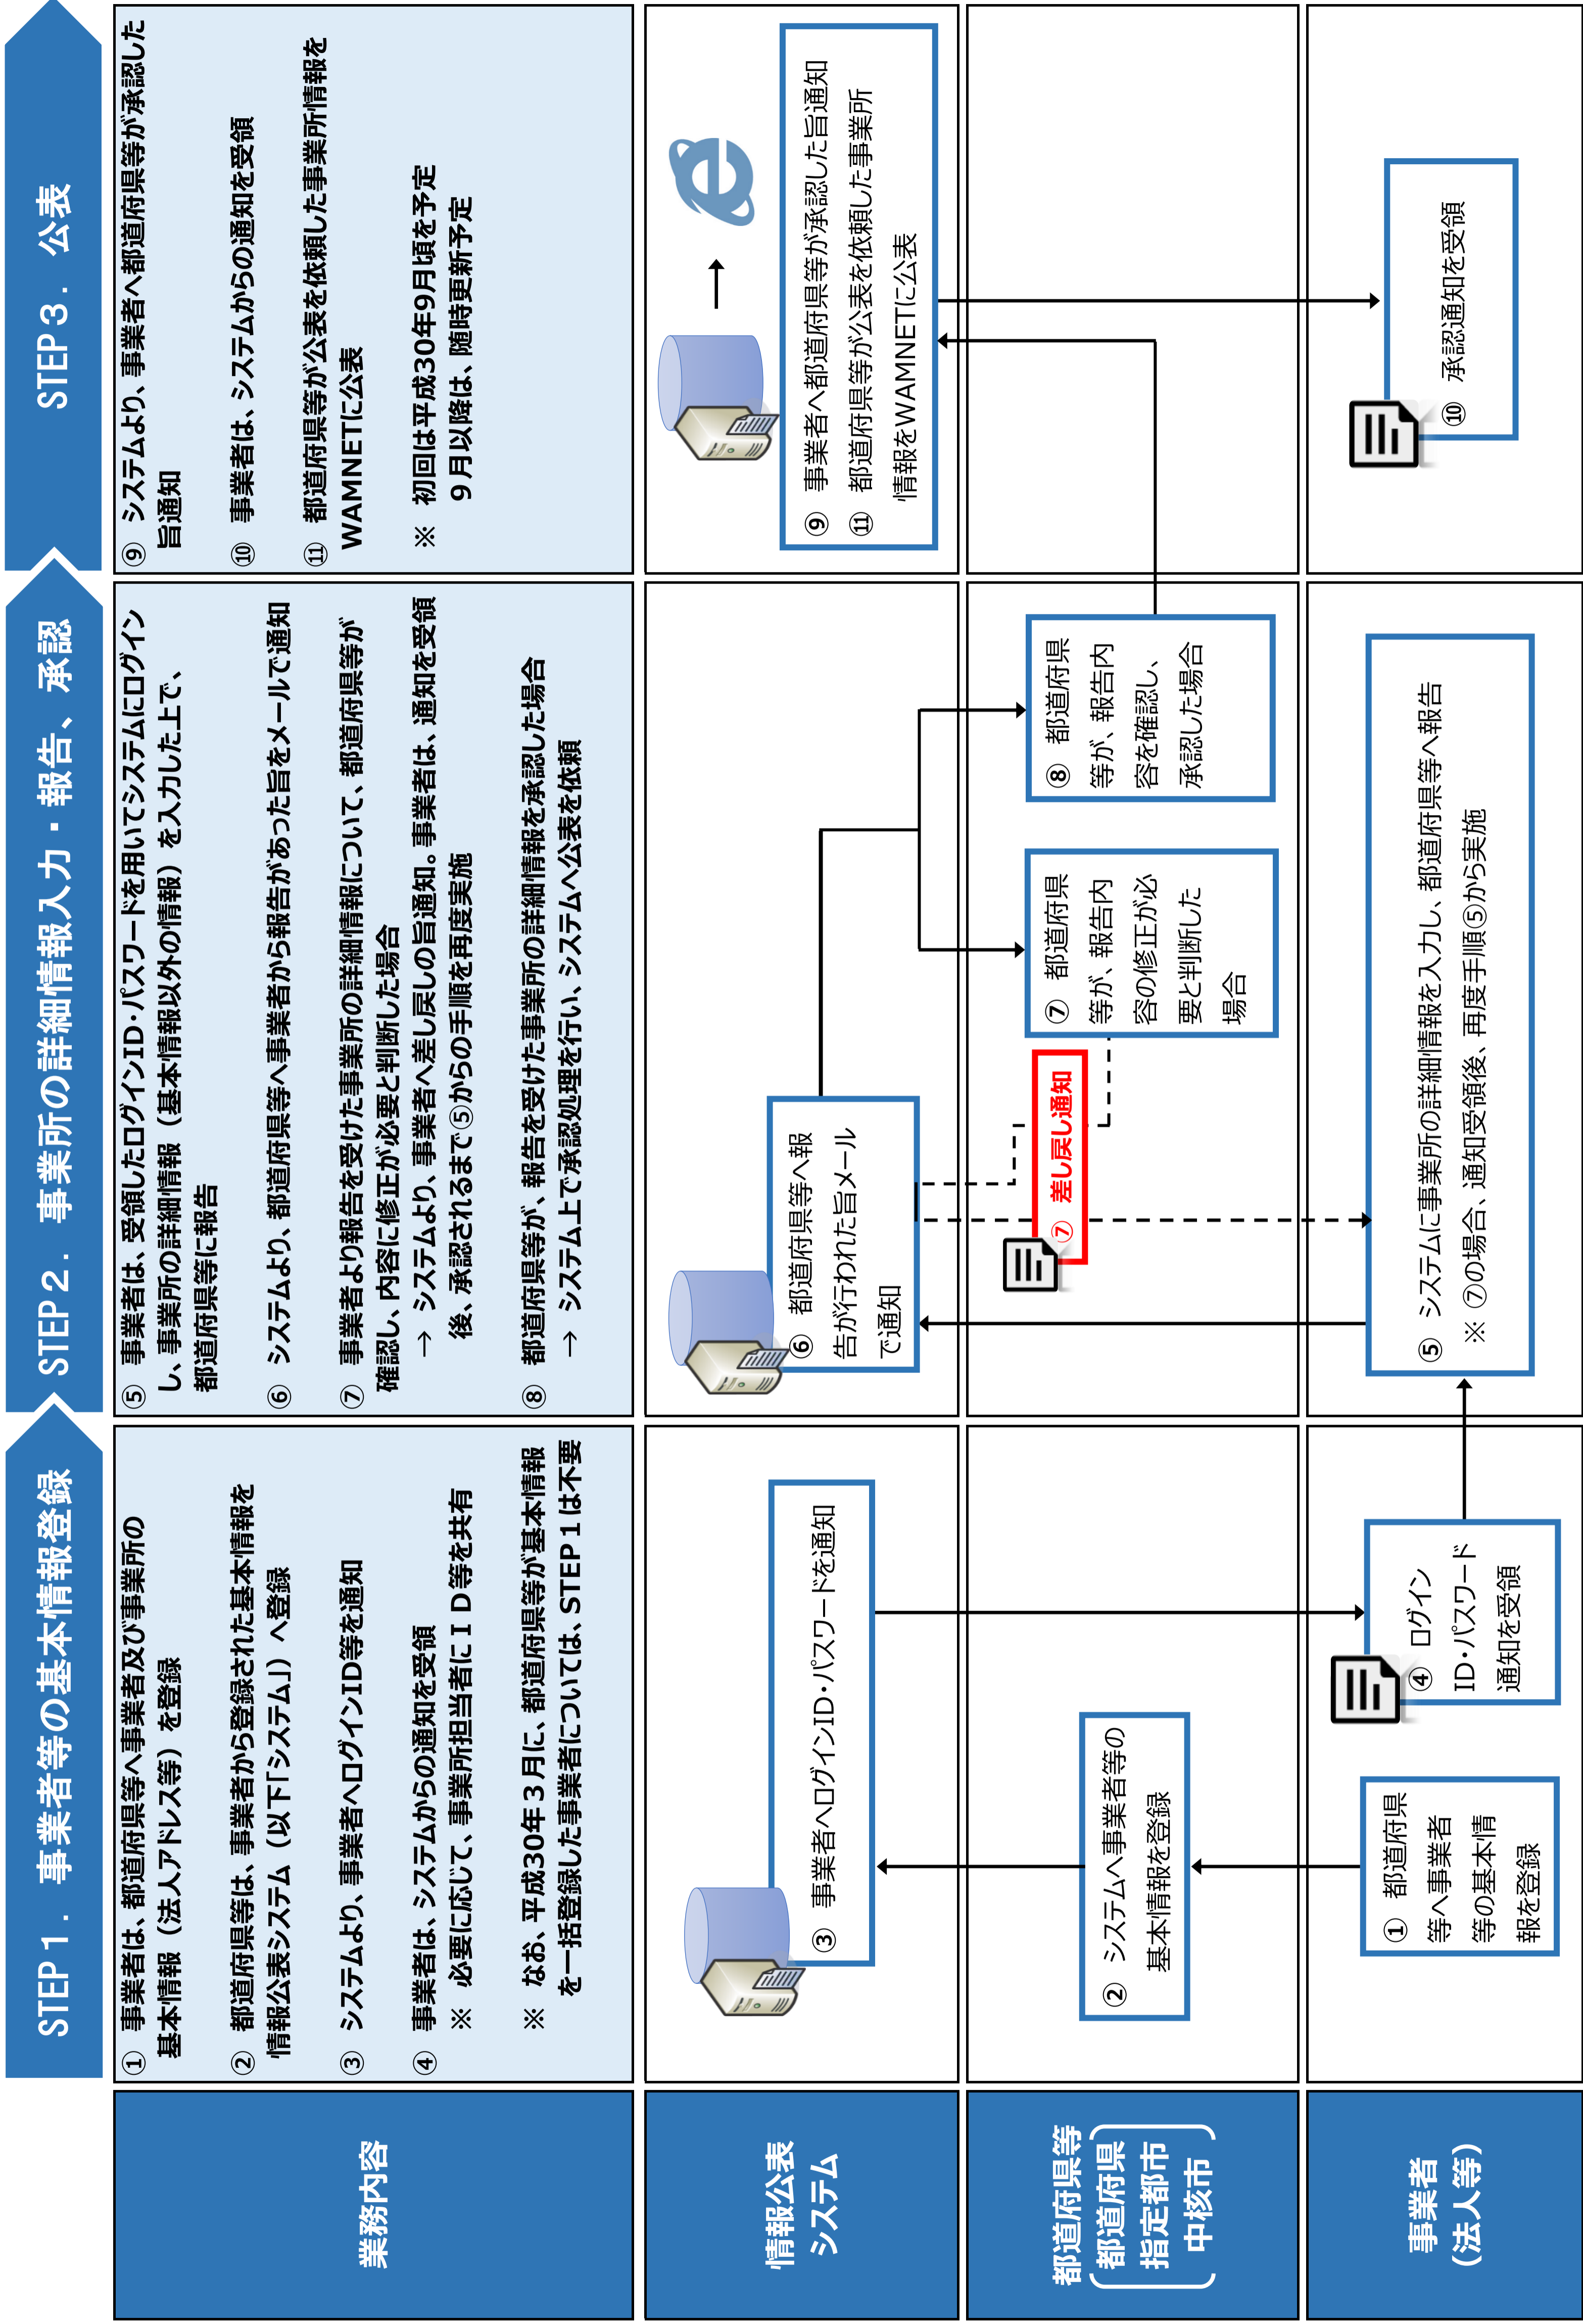 STEP１．事業者等の基本情報登録
STEP２．事業所の詳細情報入力・報告、承認
STEP３．公表
業務内容
① 事業者は、都道府県等へ事業者及び事業所の
基本情報（法人アドレス等）を登録
② 都道府県等は、事業者から登録された基本情報を
情報公表システム（以下「システム」）へ登録
③ システムより、事業者へログインID等を通知
④ 事業者は、システムからの通知を受領
※ 必要に応じて、事業所担当者にＩＤ等を共有
※ なお、平成30年３月に、都道府県等が基本情報
を一括登録した事業者については、STEP１は不要
⑤ 事業者は、受領したログインID・パスワードを用いてシステムにログイン
し、事業所の詳細情報（基本情報以外の情報）を入力した上で、
都道府県等に報告
⑥ システムより、都道府県等へ事業者から報告があった旨をメールで通知
⑦ 事業者より報告を受けた事業所の詳細情報について、都道府県等が
確認し、内容に修正が必要と判断した場合
→ システムより、事業者へ差し戻しの旨通知。事業者は、通知を受領
後、承認されるまで⑤からの手順を再度実施
⑧ 都道府県等が、報告を受けた事業所の詳細情報を承認した場合
→ システム上で承認処理を行い、システムへ公表を依頼
⑨ システムより、事業者へ都道府県等が承認した
旨通知
⑩ 事業者は、システムからの通知を受領
⑪ 都道府県等が公表を依頼した事業所情報を
WAMNETに公表
※ 初回は平成30年9月頃を予定
９月以降は、随時更新予定
情報公表
システム
③ 事業者へログインID・パスワードを通知
⑥ 都道府県等へ報
告が行われた旨メール
で通知
⑨ 事業者へ都道府県等が承認した旨通知
⑪ 都道府県等が公表を依頼した事業所
情報をWAMNETに公表
都道府県等
都道府県
指定都市
中核市
② システムへ事業者等の
基本情報を登録
⑦ 差し戻し通知
⑦ 都道府県
等が、報告内
容の修正が必
要と判断した
場合
⑧ 都道府県
等が、報告内
容を確認し、
承認した場合
事業者
（法人等）
① 都道府県
等へ事業者
等の基本情
報を登録
④ ログイン
ID・パスワード
通知を受領
⑤ システムに事業所の詳細情報を入力し、都道府県等へ報告
※ ⑦の場合、通知受領後、再度手順⑤から実施
⑩ 承認通知を受領